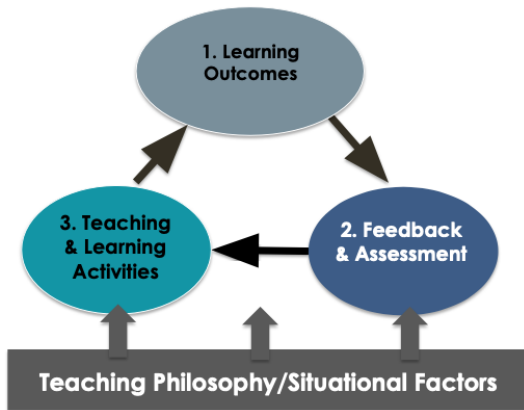 1. Learning
Outcomes
3. Teaching
& Learning
Activities
2. Feedback
& Assessment
Teaching Philosophy/Situational Factors